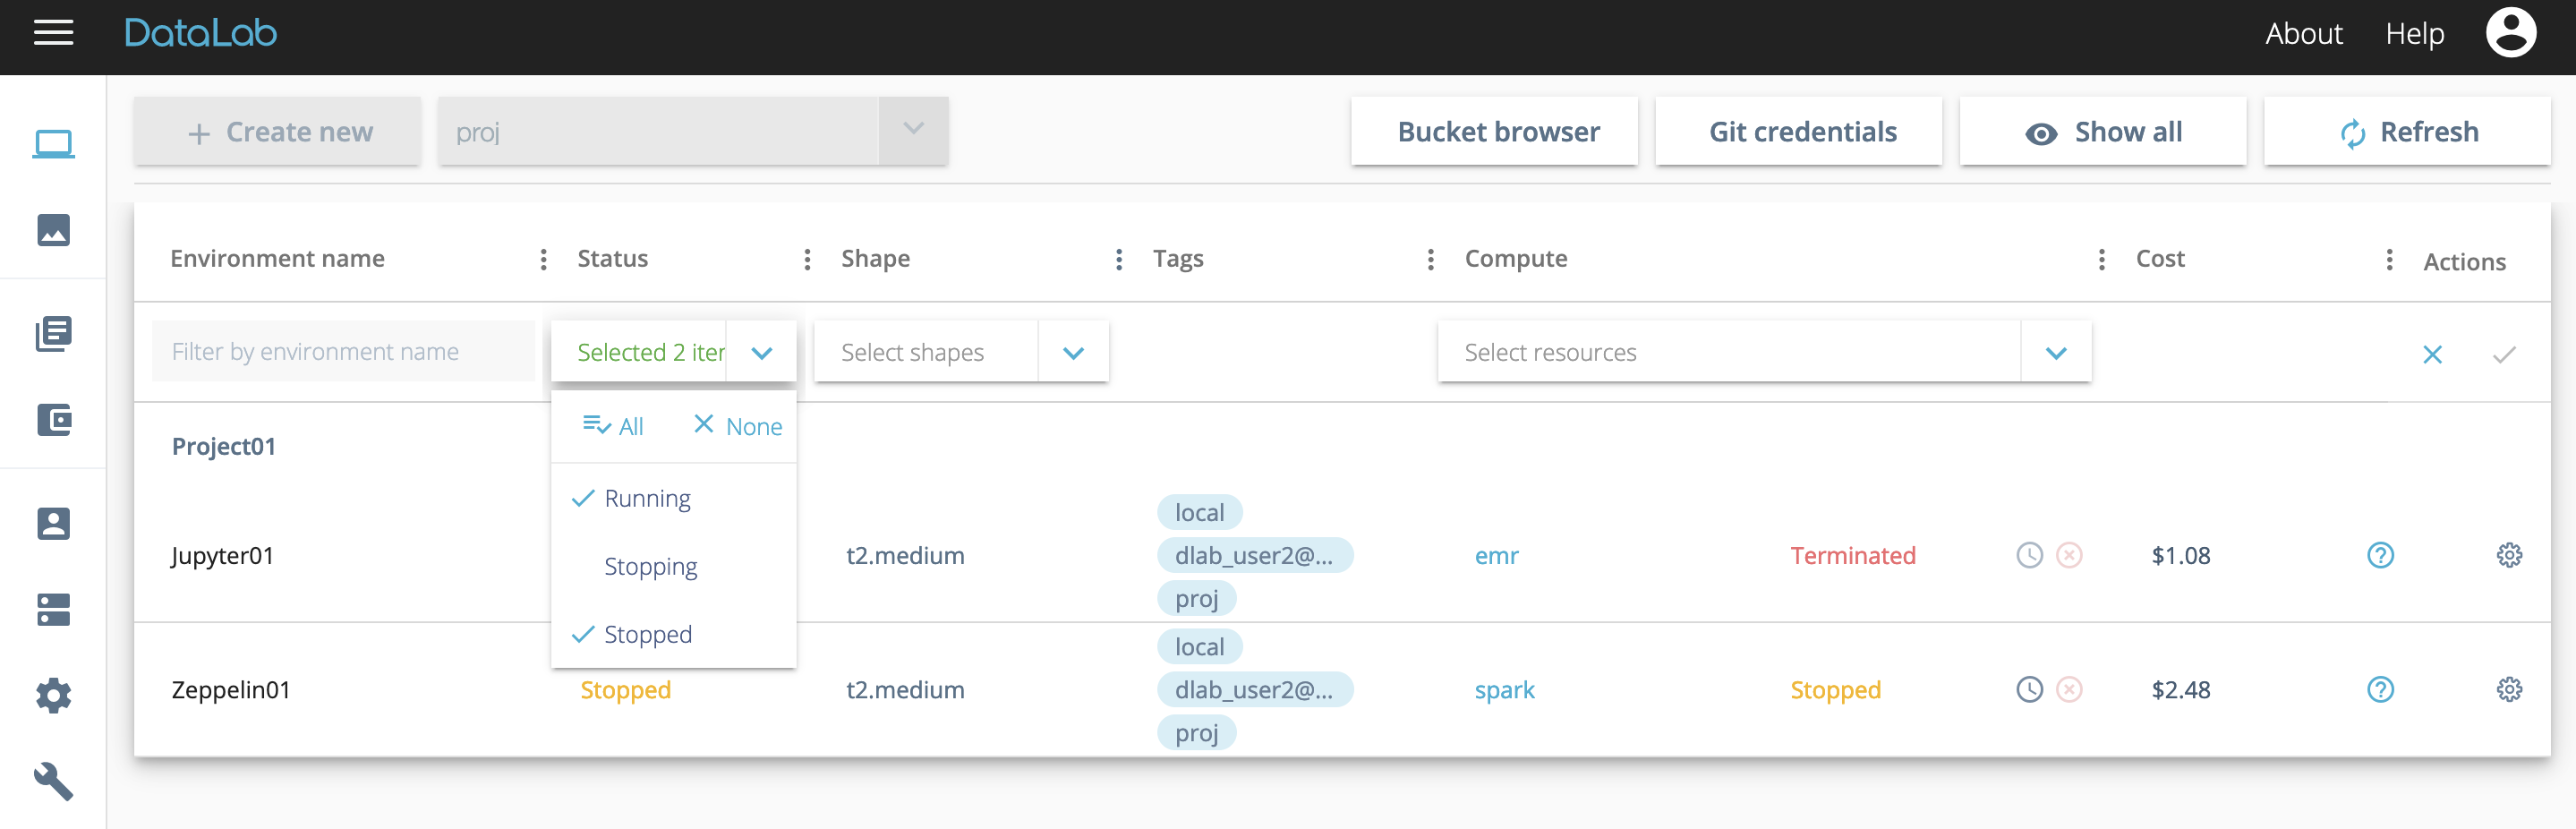 DataLab
About Help
Create new
proj
Bucket browser
Git credentials
Show all
Refresh
Environment name Status Shape Tags Compute Cost Actions
Filter by environment name
Selected 2 iter
Select shapes
Select resources
All None
Project01
Running
Stopping
Stopped
Jupyter01
t2.medium
local
dlab_user2@...
proj
emr
Terminated
$1.08
Zeppelin01
Stopped
t2.medium
local
dlab_user2@...
proj
spark
Stopped
$2.48